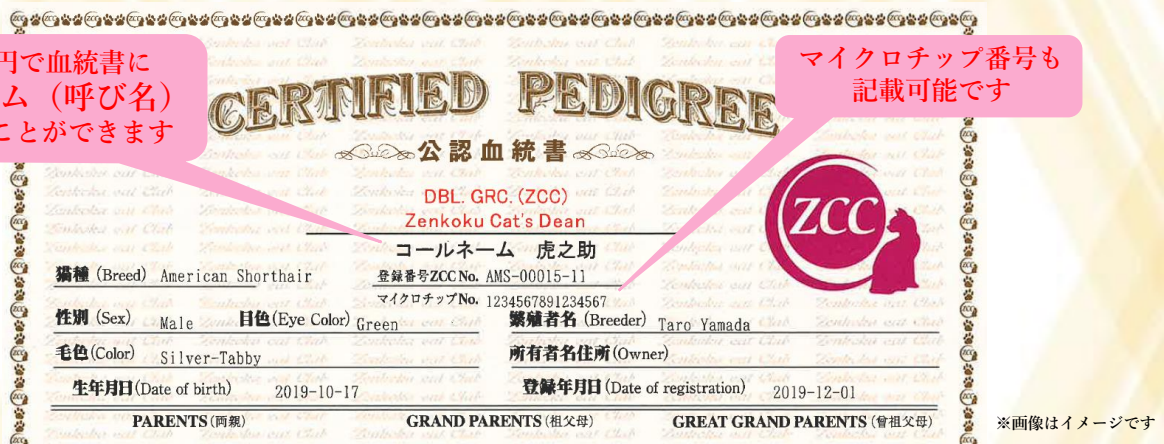 円で血統書に
ム（呼び名）
ことができます
マイクロチップ番号も
記載可能です
CERTIFIED PEDIGREE
公認血統書
DBL. GRC. (ZCC)
Zenkoku Cat's Dean
コールネーム 虎之助
ZCC
猫種 (Breed) American Shorthair
登録番号ZCC No. AMS-00015-11
マイクロチップNo. 1234567891234567
性別 (Sex) Male 目色(Eye Color) Green
繁殖者名 (Breeder) Taro Yamada
毛色(Color) Silver-Tabby
所有者名住所(Owner)
生年月日(Date of birth) 2019-10-17
登録年月日 (Date of registration) 2019-12-01
PARENTS (両親) GRAND PARENTS (祖父母) GREAT GRAND PARENTS (曾祖父母)
※画像はイメージです